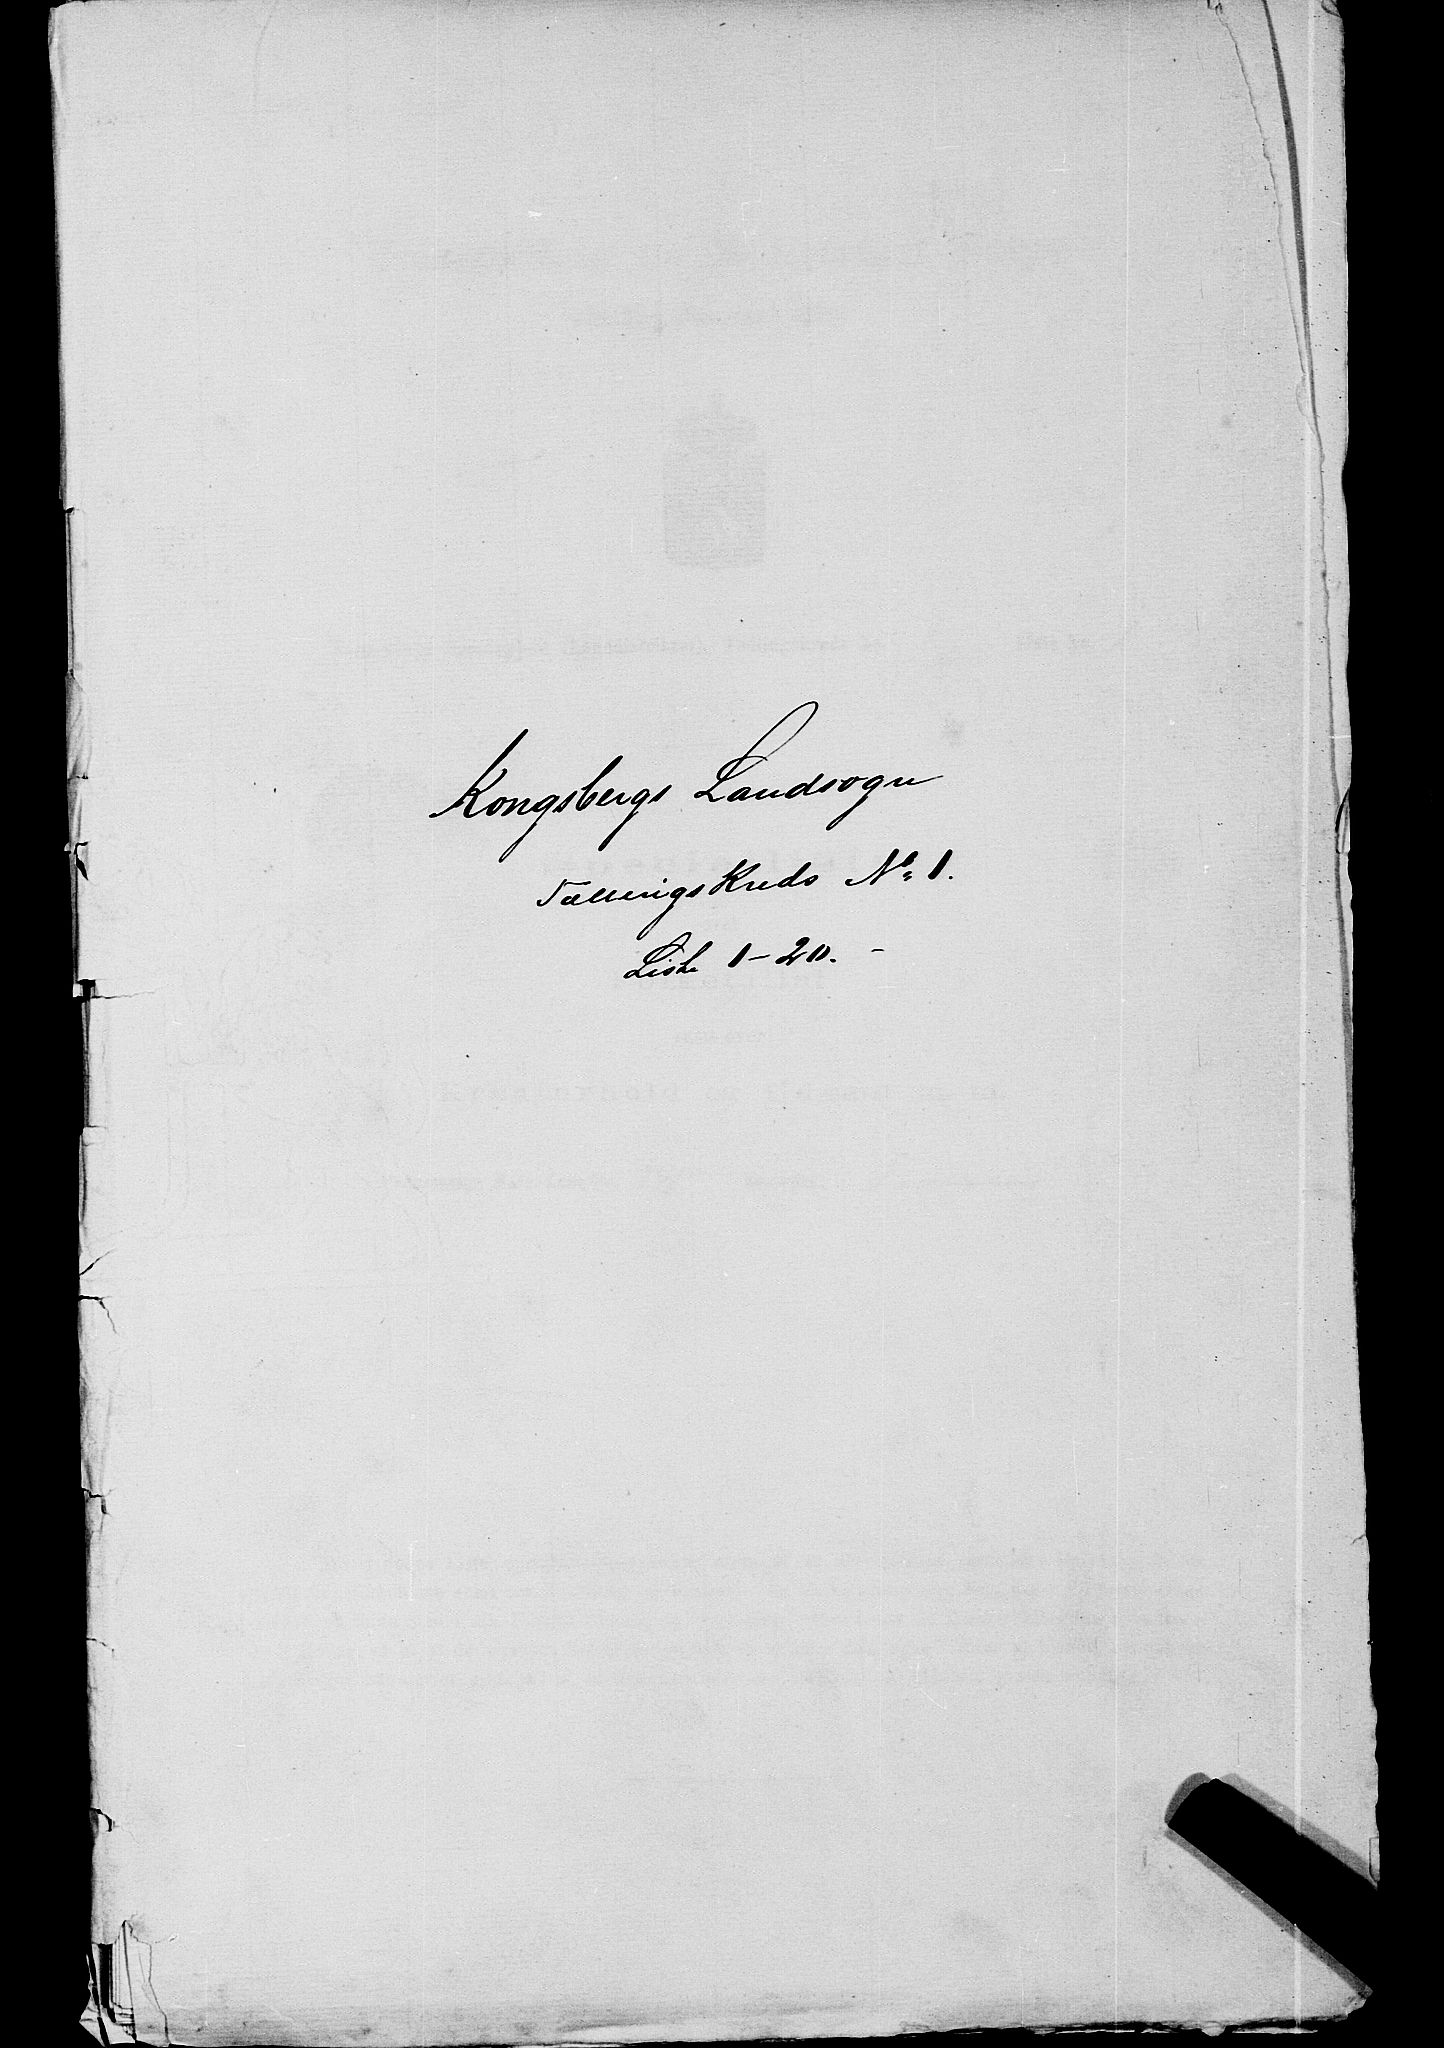 Kongsbergs Landsogn
Tællingskreds No 1.
Liste 1-20. -